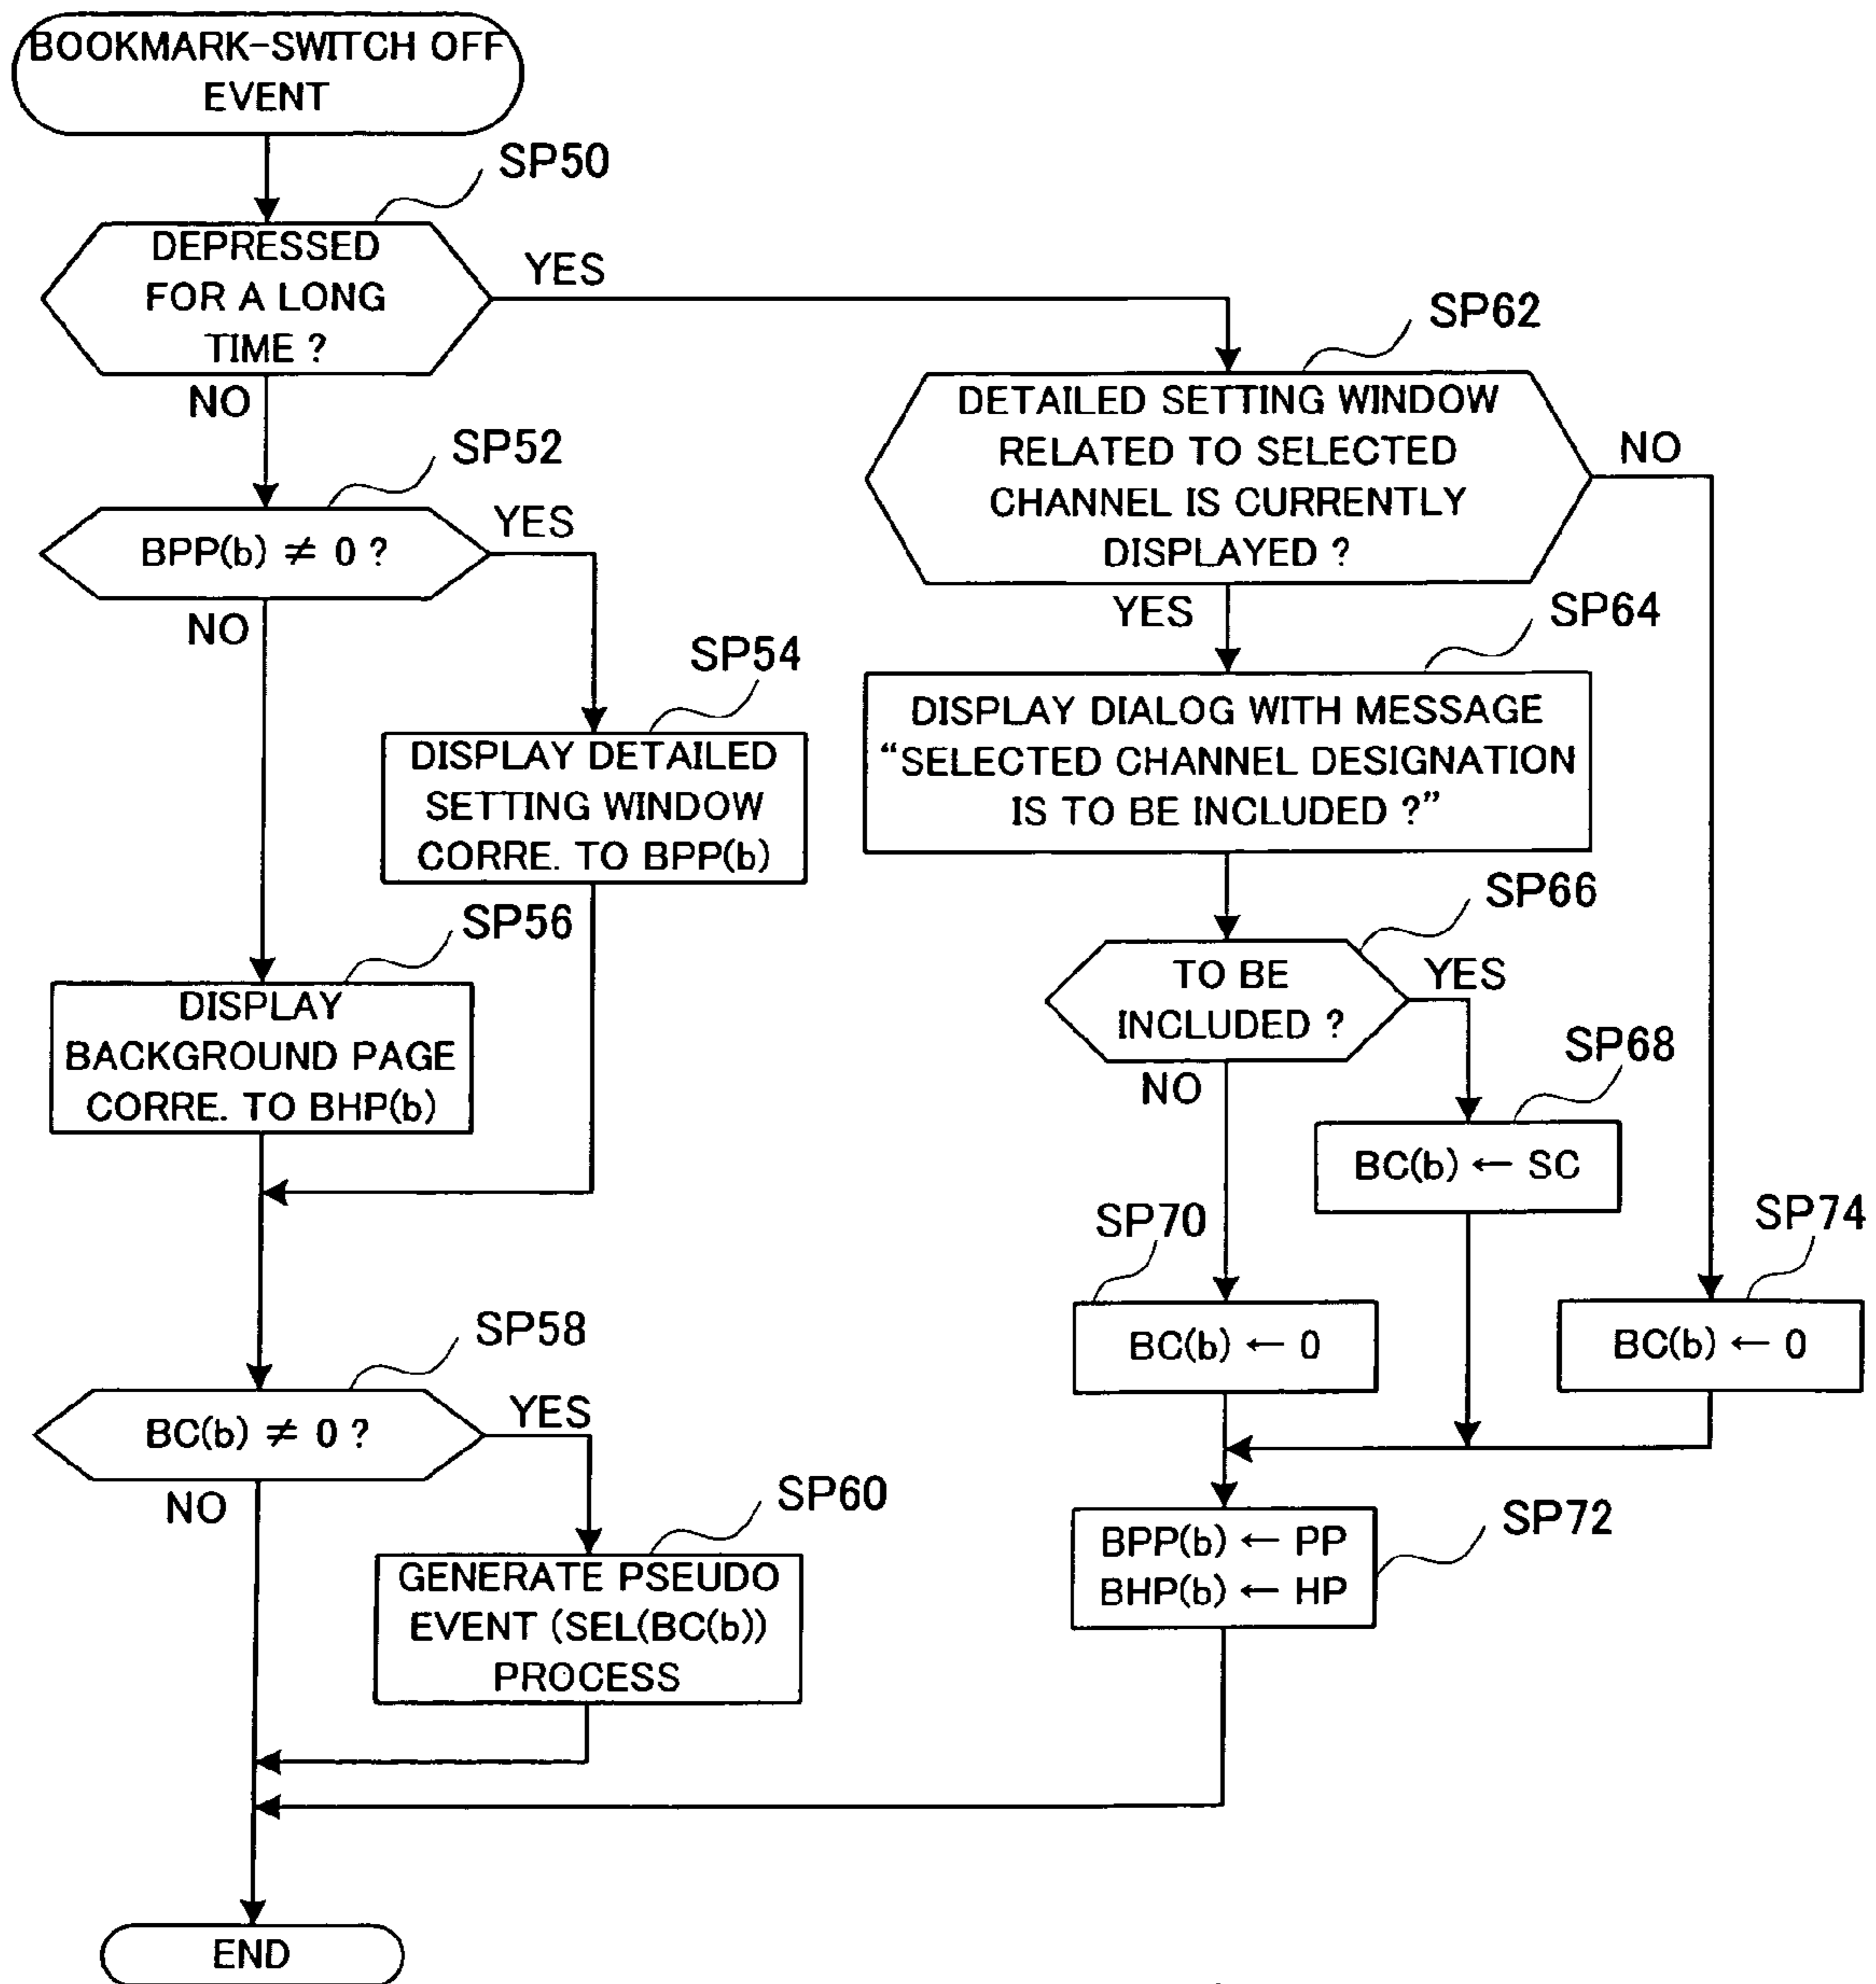 BOOKMARK-SWITCH OFF
EVENT
SP50
DEPRESSED
FOR A LONG
TIME ?
YES
NO
SP62
DETAILED SETTING WINDOW
RELATED TO SELECTED
CHANNEL IS CURRENTLY
DISPLAYED ?
NO
YES
SP52
BPP(b) ≠ 0 ?
YES
NO
SP54
DISPLAY DETAILED
SETTING WINDOW
CORRE. TO BPP(b)
SP64
DISPLAY DIALOG WITH MESSAGE
“SELECTED CHANNEL DESIGNATION
IS TO BE INCLUDED ?”
SP56
DISPLAY
BACKGROUND PAGE
CORRE. TO BHP(b)
SP66
TO BE
INCLUDED ?
YES
NO
SP68
BC(b) ← SC
SP70
BC(b) ← 0
SP74
BC(b) ← 0
SP58
BC(b) ≠ 0 ?
YES
NO
SP60
GENERATE PSEUDO
EVENT (SEL(BC(b))
PROCESS
SP72
BPP(b) ← PP
BHP(b) ← HP
END